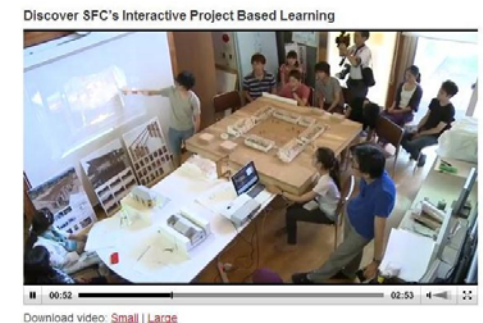 Discover SFC's Interactive Project Based Learning
00:52
02:53
Download video: Small | Large